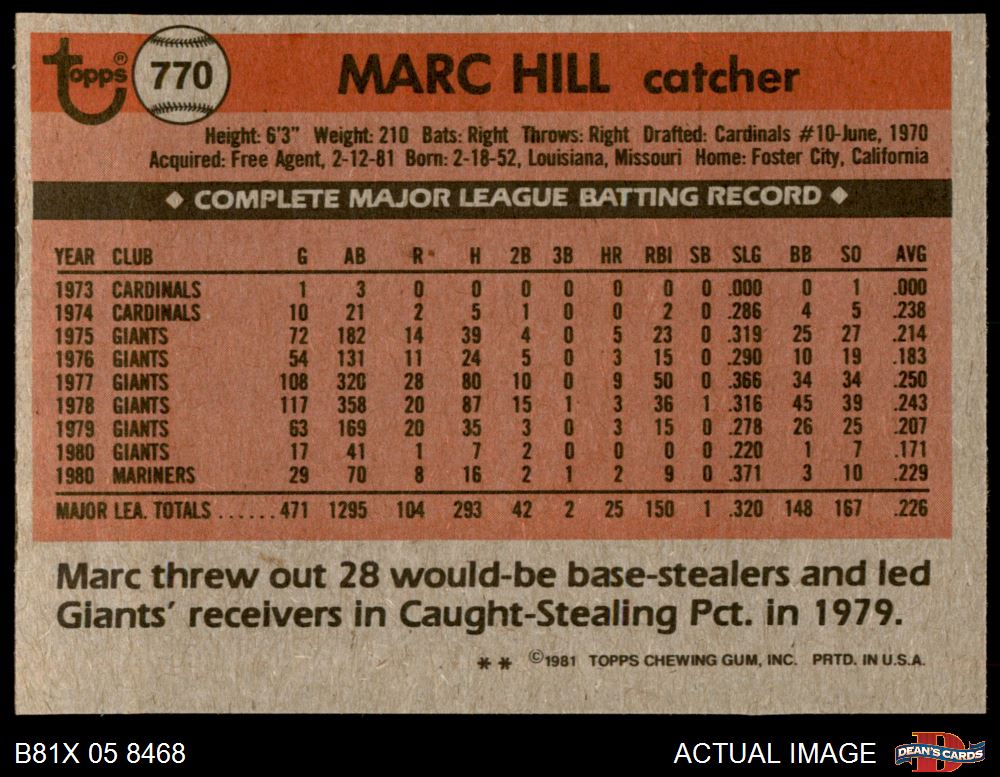 Topps® 770 MARC HILL catcher
Height: 6'3" Weight: 210 Bats: Right Throws: Right Drafted: Cardinals #10-June, 1970
Acquired: Free Agent, 2-12-81 Born: 2-18-52, Louisiana, Missouri Home: Foster City, California
◆ COMPLETE MAJOR LEAGUE BATTING RECORD ◆
YEAR CLUB G AB R H 2B 3B HR RBI SB SLG BB SO AVG
1973 CARDINALS 1 3 0 0 0 0 0 0 0 .000 0 1 .000
1974 CARDINALS 10 21 2 5 1 0 0 2 0 .286 4 5 .238
1975 GIANTS 72 182 14 39 4 0 5 23 0 .319 25 27 .214
1976 GIANTS 54 131 11 24 5 0 3 15 0 .290 10 19 .183
1977 GIANTS 108 320 28 80 10 0 9 50 0 .366 34 34 .250
1978 GIANTS 117 358 20 87 15 1 3 36 1 .316 45 39 .243
1979 GIANTS 63 169 20 35 3 0 3 15 0 .278 26 25 .207
1980 GIANTS 17 41 1 7 2 0 0 0 0 .220 1 7 .171
1980 MARINERS 29 70 8 16 2 1 2 9 0 .371 3 10 .229
MAJOR LEA. TOTALS ......471 1295 104 293 42 2 25 150 1 .320 148 167 .226
Marc threw out 28 would-be base-stealers and led
Giants' receivers in Caught-Stealing Pct. in 1979.
** ©1981 TOPPS CHEWING GUM, INC. PRTD. IN U.S.A.
B81X 05 8468 ACTUAL IMAGE D DEAN'S CARDS